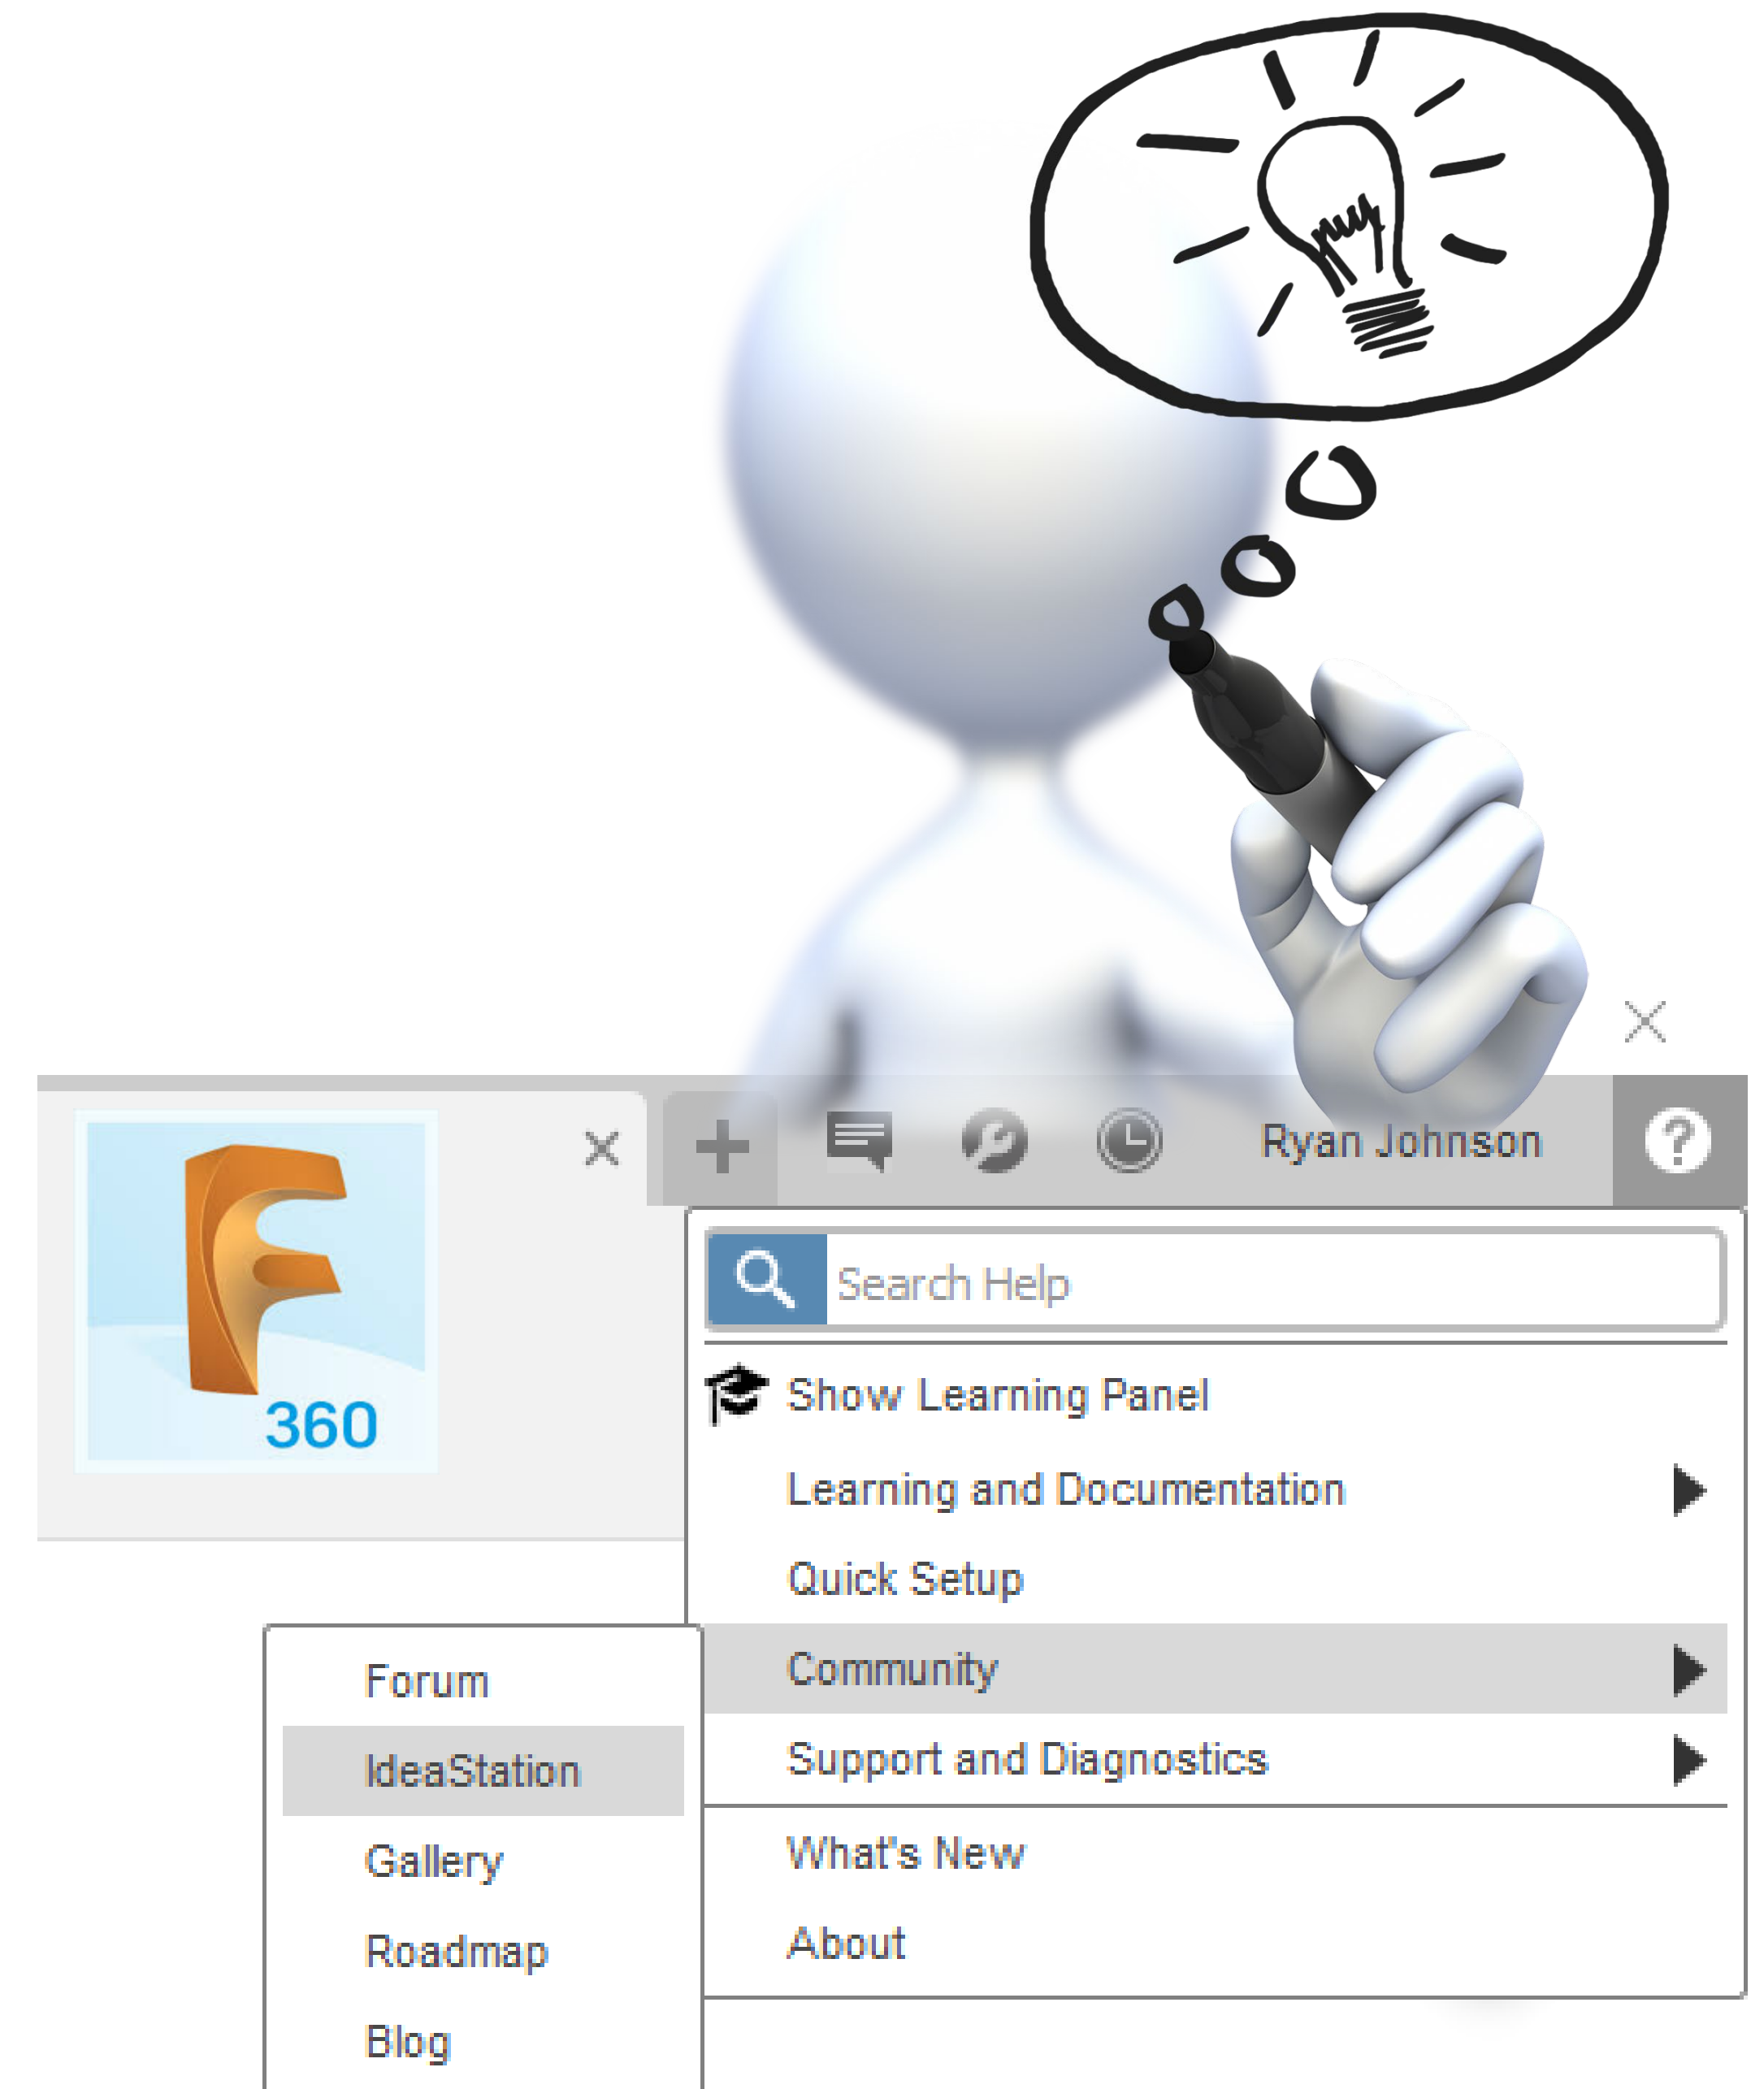 F
360
Ryan Johnson
?
Search Help
Show Learning Panel
Learning and Documentation
Quick Setup
Community
Support and Diagnostics
What's New
About
Forum
IdeaStation
Gallery
Roadmap
Blog